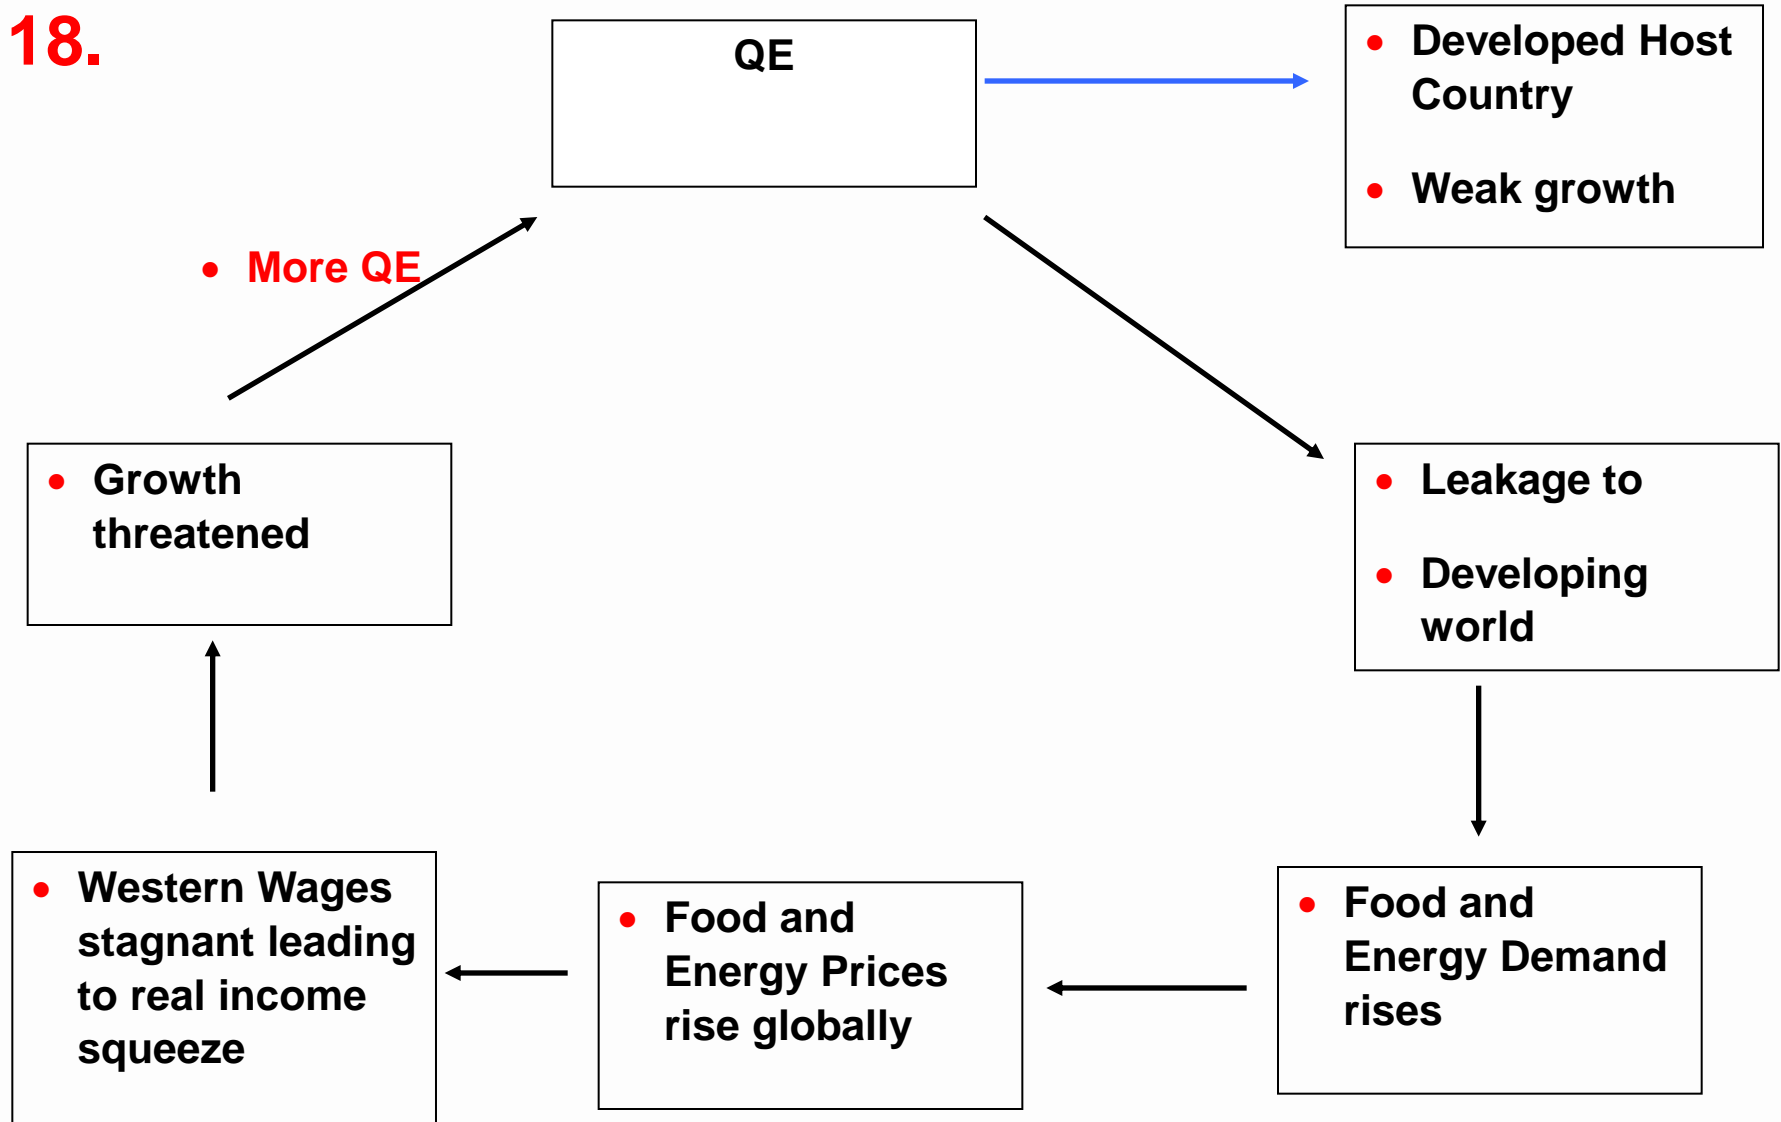 18.
QE
• Developed Host
Country
• Weak growth
• More QE
• Growth
threatened
• Leakage to
• Developing
world
• Western Wages
stagnant leading
to real income
squeeze
• Food and
Energy Prices
rise globally
• Food and
Energy Demand
rises